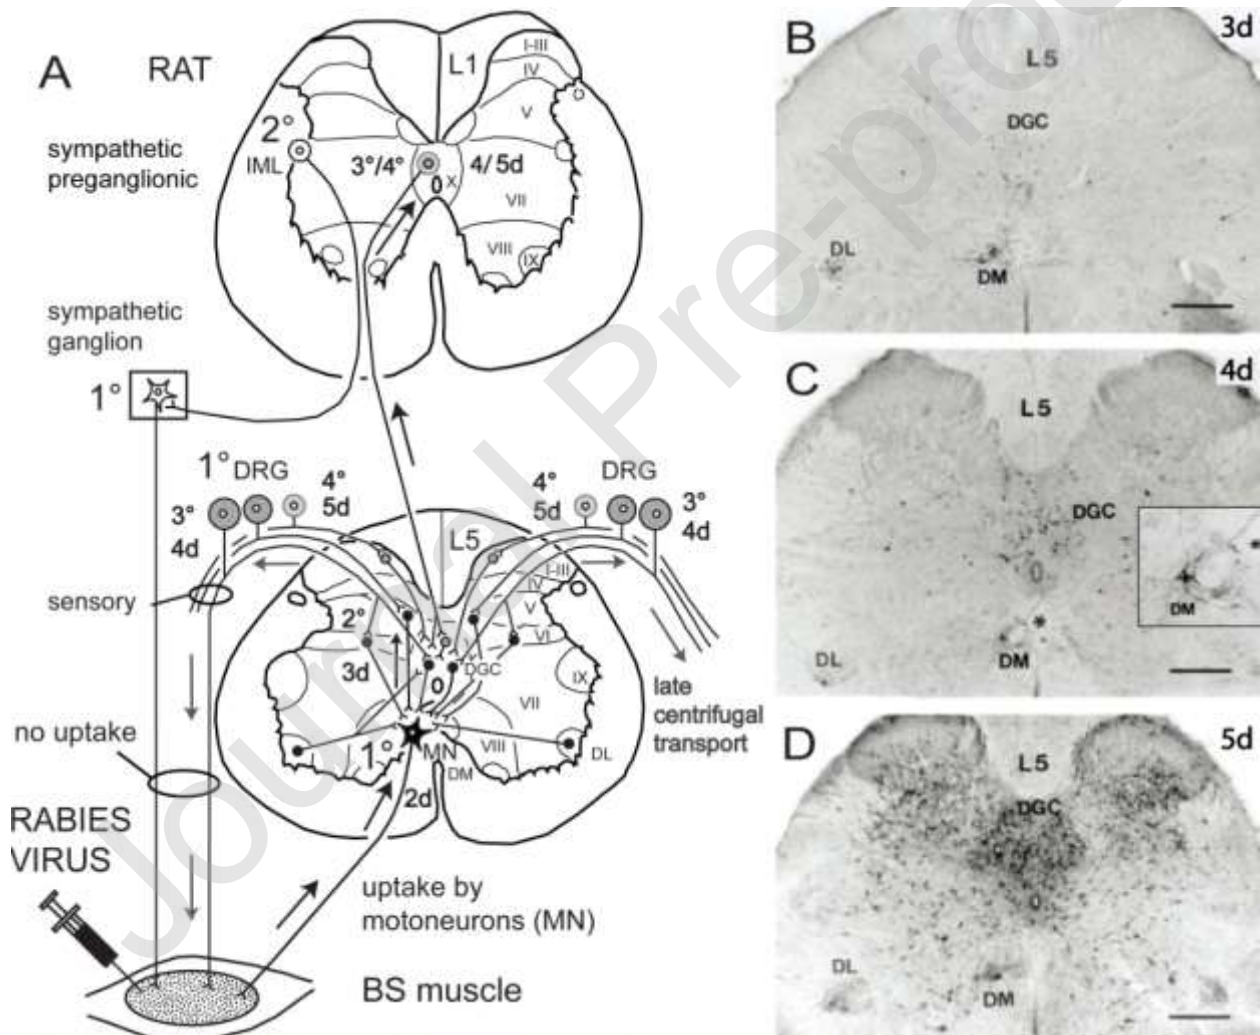 A
RAT
L1
I-III
IV
V
2°
IML
3°/4°
4/5d
X
VII
VIII
IX
sympathetic
preganglionic
sympathetic
ganglion
1°
1° DRG
DRG
4°
5d
4°
5d
3°
4d
3°
4d
L5
I-III
IV
V
VI
sensory
2°
3d
DGC
IX
VII
0
1°
MN
VIII
DL
DM
2d
late
centrifugal
transport
no uptake
RABIES
VIRUS
uptake by
motoneurons (MN)
BS muscle
B
3d
L5
DGC
DL
DM
C
4d
L5
DGC
DM
DL
DM
*
D
5d
L5
DGC
DL
DM
Journal Pre-proo